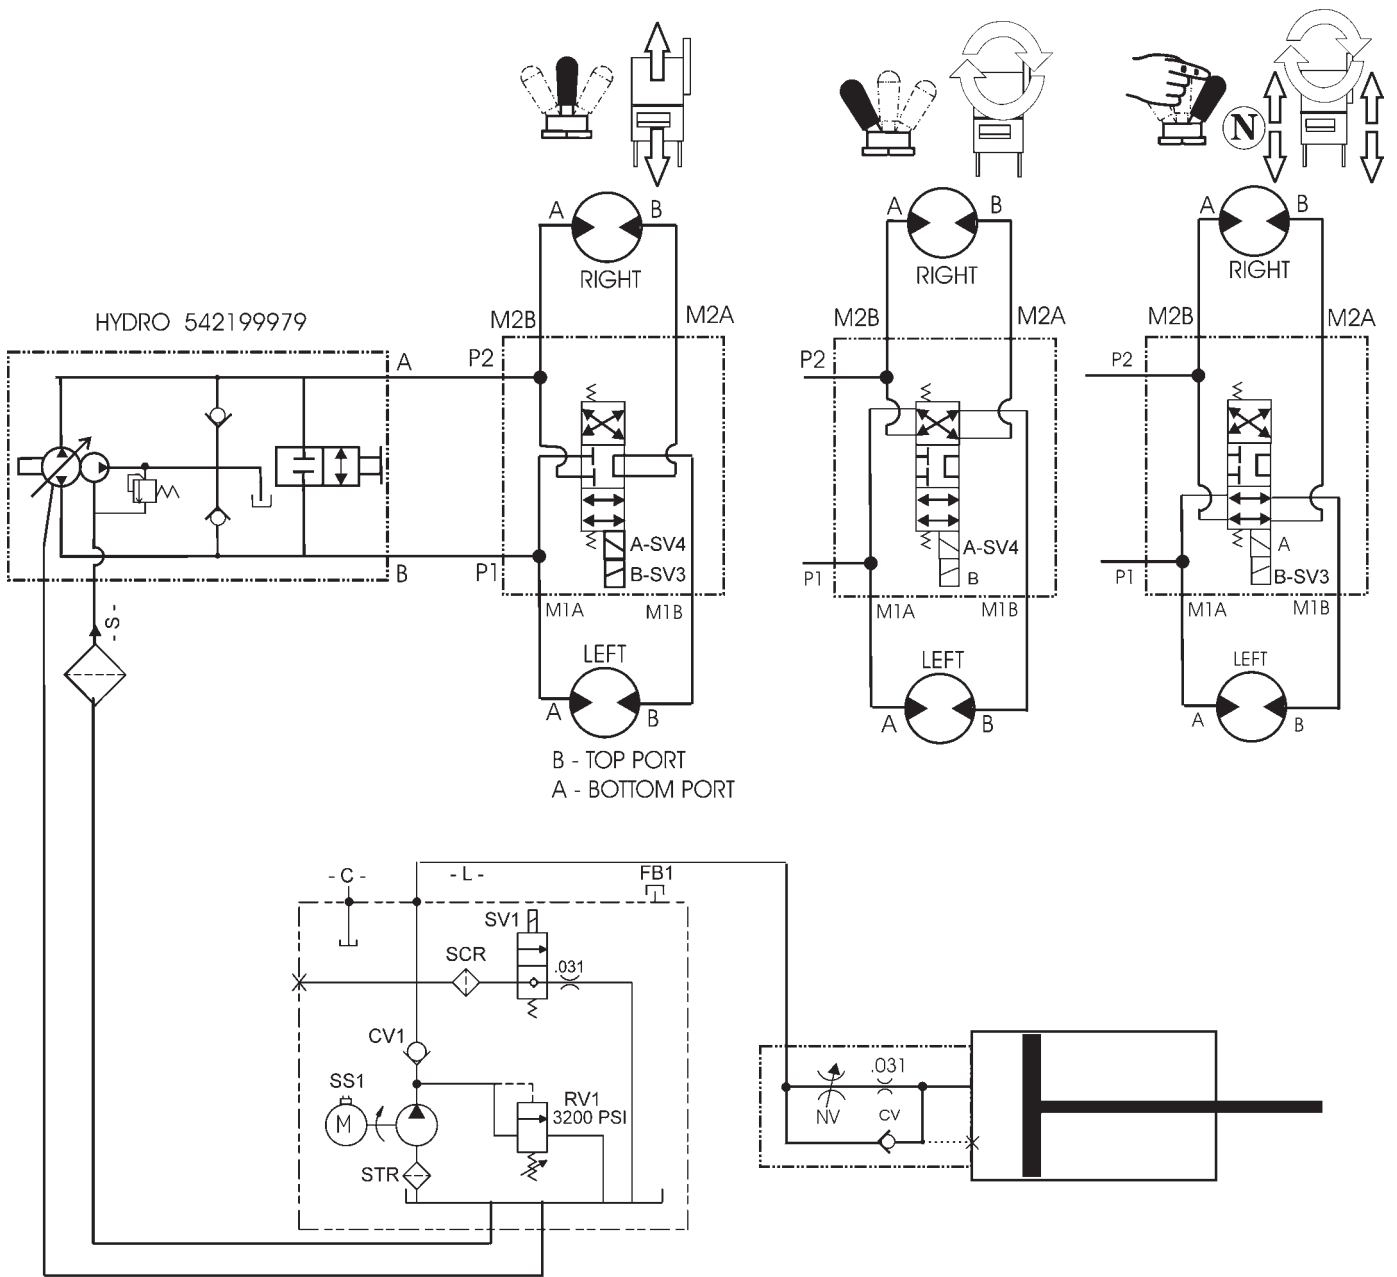 N
A
B
RIGHT
M2B
M2A
A
B
RIGHT
M2B
M2A
A
B
RIGHT
M2B
M2A
HYDRO 542199979
A
B
P2
P1
A-SV4
B-SV3
M1A
M1B
P2
P1
A-SV4
B
M1A
M1B
P2
P1
A
B-SV3
M1A
M1B
- S -
LEFT
A
B
LEFT
A
B
LEFT
A
B
B - TOP PORT
A - BOTTOM PORT
- C -
- L -
FB1
SV1
SCR
.031
CV1
SS1
M
RV1
3200 PSI
STR
.031
NV
CV